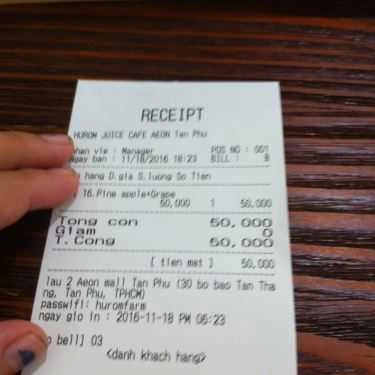 RECEIPT
HUROM JUICE CAFE AEON Tan Phu
nhan vie : Manager POS NO : 001
ngay ban : 11/18/2016 18:23 BILL : 8
hang D.gia S.luong So Tien
16.Pine apple+Grape
50,000 1 50,000
Tong con 50,000
Giam 0
T.Cong 50,000
[ tien mat ] 50,000
lau 2 Aeon mall Tan Phu (30 bo bao Tan Tha
ng, Tan Phu, TPHCM)
passwifi: huromfarm
ngay gio in : 2016-11-18 PM 06:23
bell] 03
<danh khach hang>